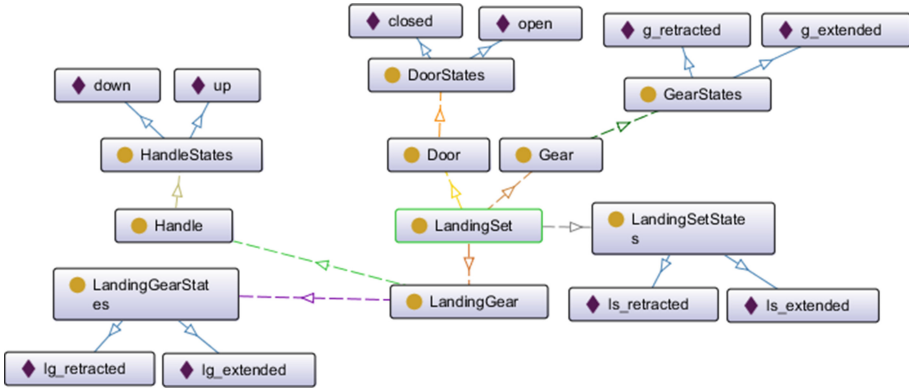 closed
open
g_retracted
g_extended
down
up
DoorStates
GearStates
HandleStates
Door
Gear
Handle
LandingSet
LandingSetState
s
LandingGearStat
es
LandingGear
ls_retracted
ls_extended
lg_retracted
lg_extended